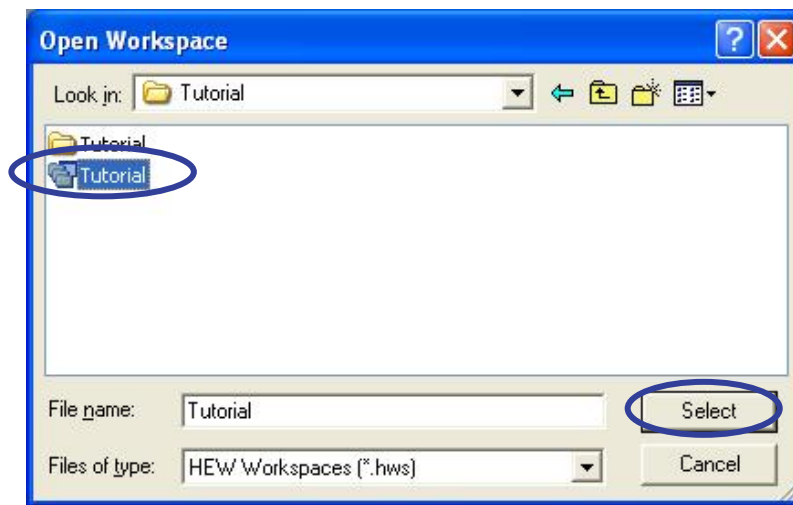 Open Workspace
Look in: Tutorial
Tutorial
Tutorial
File name: Tutorial Select
Files of type: HEW Workspaces (*.hws) Cancel